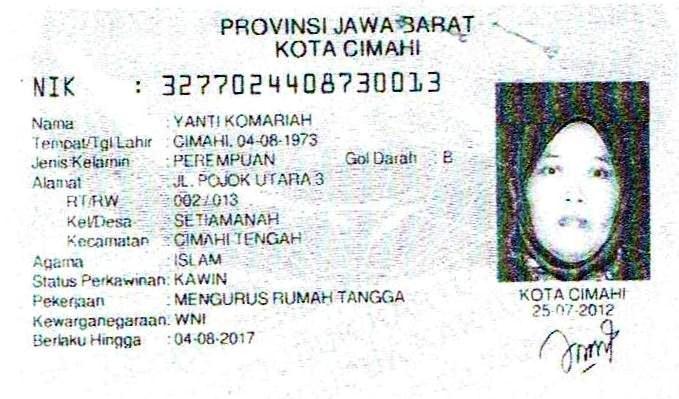 PROVINSI JAWA BARAT
KOTA CIMAHI
NIK : 3277024408730013
Nama : YANTI KOMARIAH
Tempat/Tgl Lahir : CIMAHI, 04-08-1973
Jenis Kelamin : PEREMPUAN Gol Darah : B
Alamat : JL. POJOK UTARA 3
RT/RW : 002 / 013
Kel/Desa : SETIAMANAH
Kecamatan : CIMAHI TENGAH
Agama : ISLAM
Status Perkawinan: KAWIN
Pekerjaan : MENGURUS RUMAH TANGGA
Kewarganegaraan: WNI
Berlaku Hingga : 04-08-2017
KOTA CIMAHI
25-07-2012